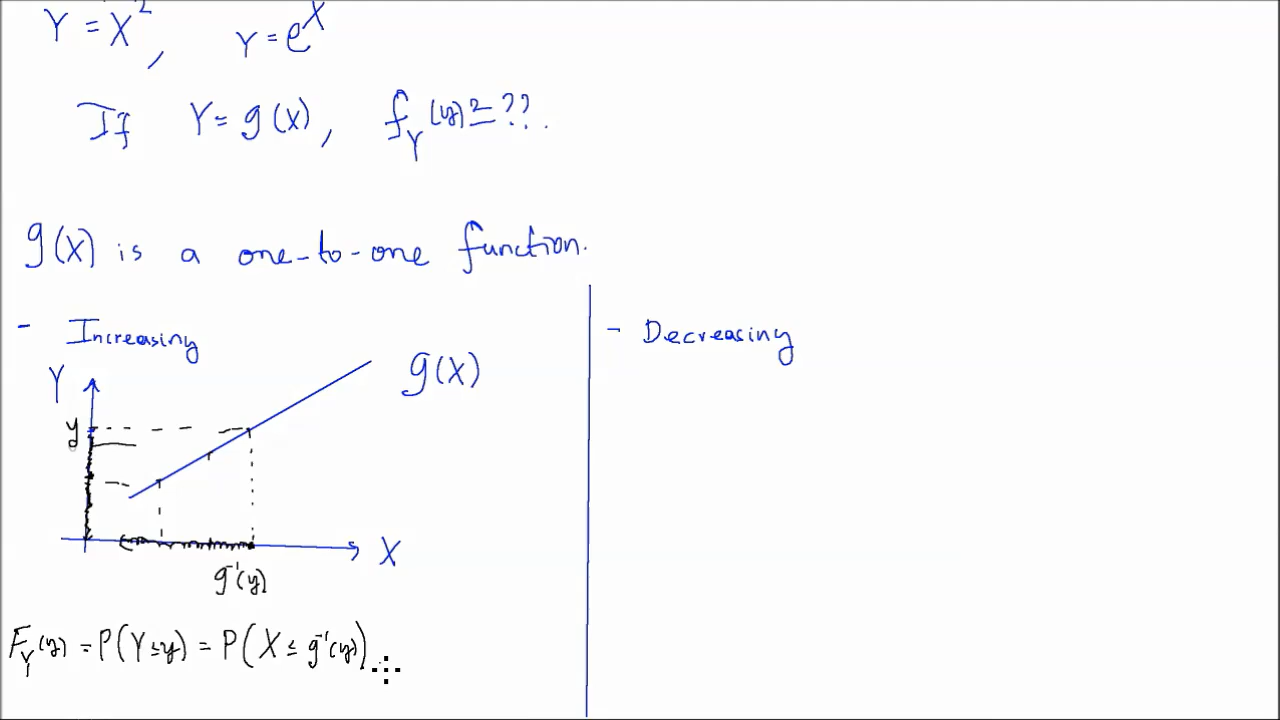 Y = X², Y = e^X
If Y = g(X), f_Y(y) = ??.
g(X) is a one-to-one function.
- Increasing
Y
g(X)
y
X
g⁻¹(y)
F_Y(y) = P(Y ≤ y) = P(X ≤ g⁻¹(y))
- Decreasing